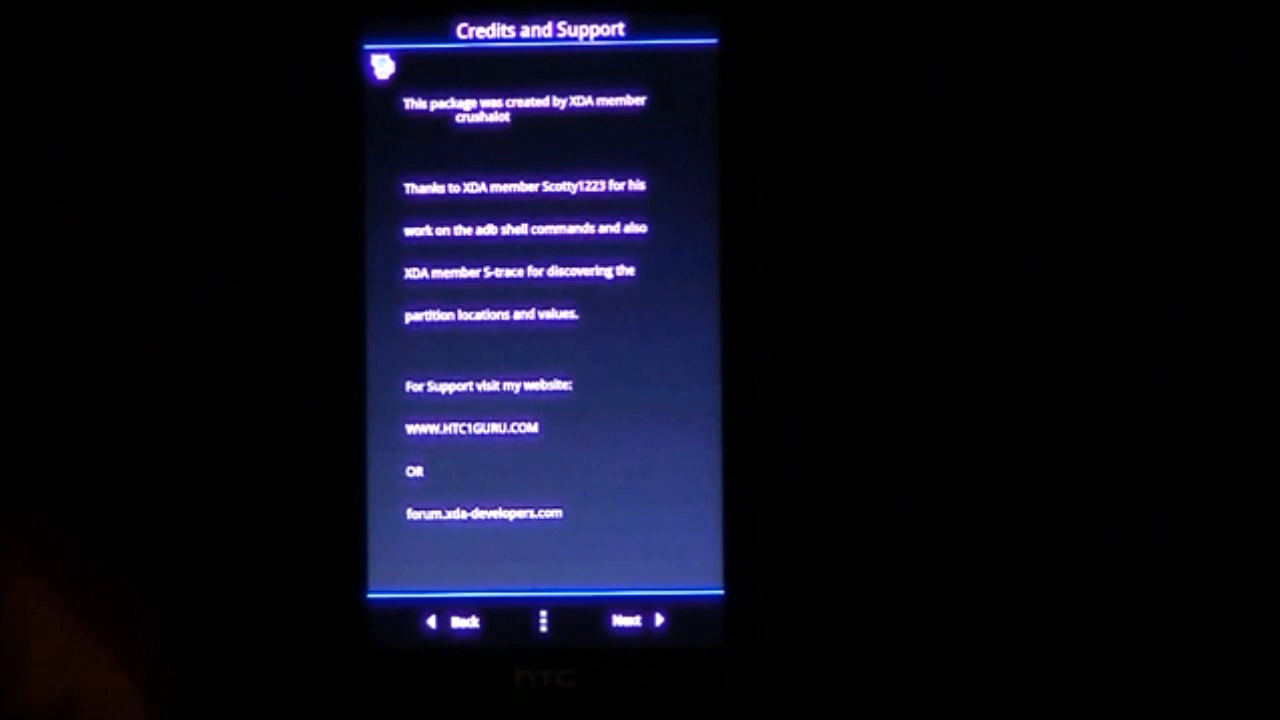 Credits and Support
This package was created by XDA member
crushalot
Thanks to XDA member Scotty1223 for his
work on the adb shell commands and also
XDA member S-trace for discovering the
partition locations and values.
For Support visit my website:
WWW.HTC1GURU.COM
OR
forum.xda-developers.com
Back
Next
hTC